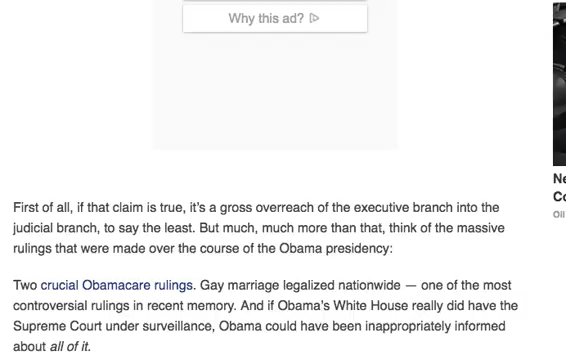 Why this ad?
First of all, if that claim is true, it's a gross overreach of the executive branch into the
judicial branch, to say the least. But much, much more than that, think of the massive
rulings that were made over the course of the Obama presidency:
Two crucial Obamacare rulings. Gay marriage legalized nationwide — one of the most
controversial rulings in recent memory. And if Obama's White House really did have the
Supreme Court under surveillance, Obama could have been inappropriately informed
about all of it.
Ne
Co
Oil